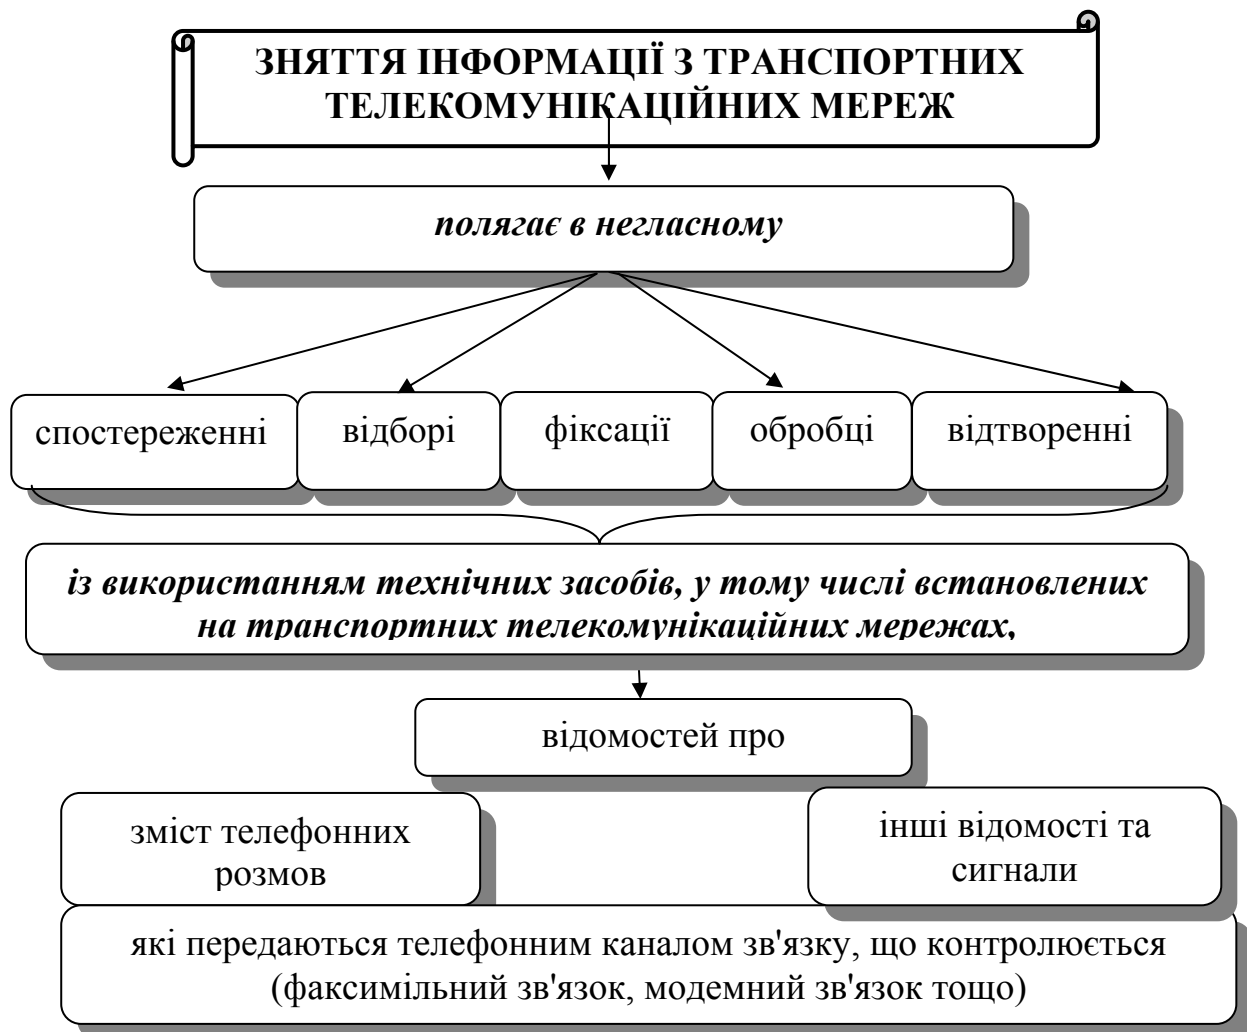 ЗНЯТТЯ ІНФОРМАЦІЇ З ТРАНСПОРТНИХ
ТЕЛЕКОМУНІКАЦІЙНИХ МЕРЕЖ
полягає в негласному
спостереженні
відборі
фіксації
обробці
відтворенні
із використанням технічних засобів, у тому числі встановлених
на транспортних телекомунікаційних мережах,
відомостей про
зміст телефонних
розмов
інші відомості та
сигнали
які передаються телефонним каналом зв'язку, що контролюється
(факсимільний зв'язок, модемний зв'язок тощо)